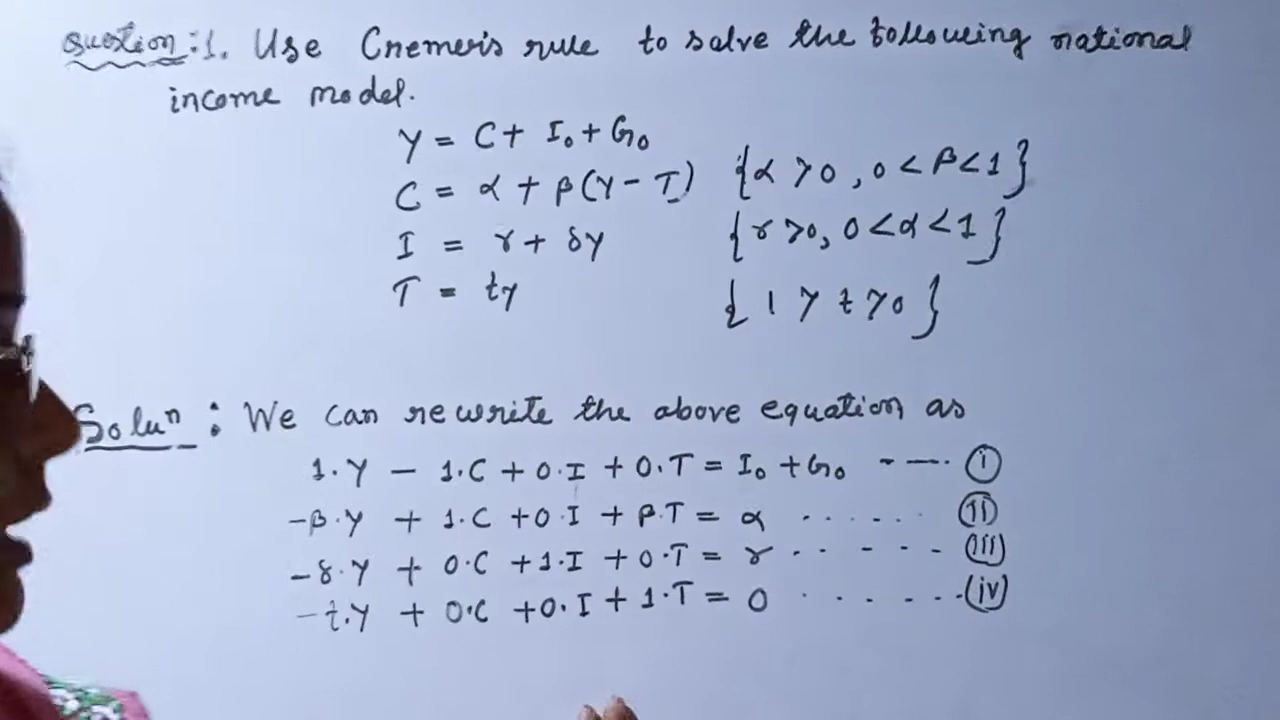 Question:1. Use Cnemer's rule to solve the following national
income model.
Y = C + I₀ + G₀
C = α + β(Y - T) {α > 0, 0 < β < 1}
I = γ + δY {γ > 0, 0 < α < 1}
T = tY {1 > t > 0}
Soluⁿ : We can rewrite the above equation as
1.Y - 1.C + 0.I + 0.T = I₀ + G₀ ------ (i)
-β.Y + 1.C + 0.I + β.T = α ...... (ii)
-δ.Y + 0.C + 1.I + 0.T = γ ...... (iii)
-t.Y + 0.C + 0.I + 1.T = 0 ...... (iv)